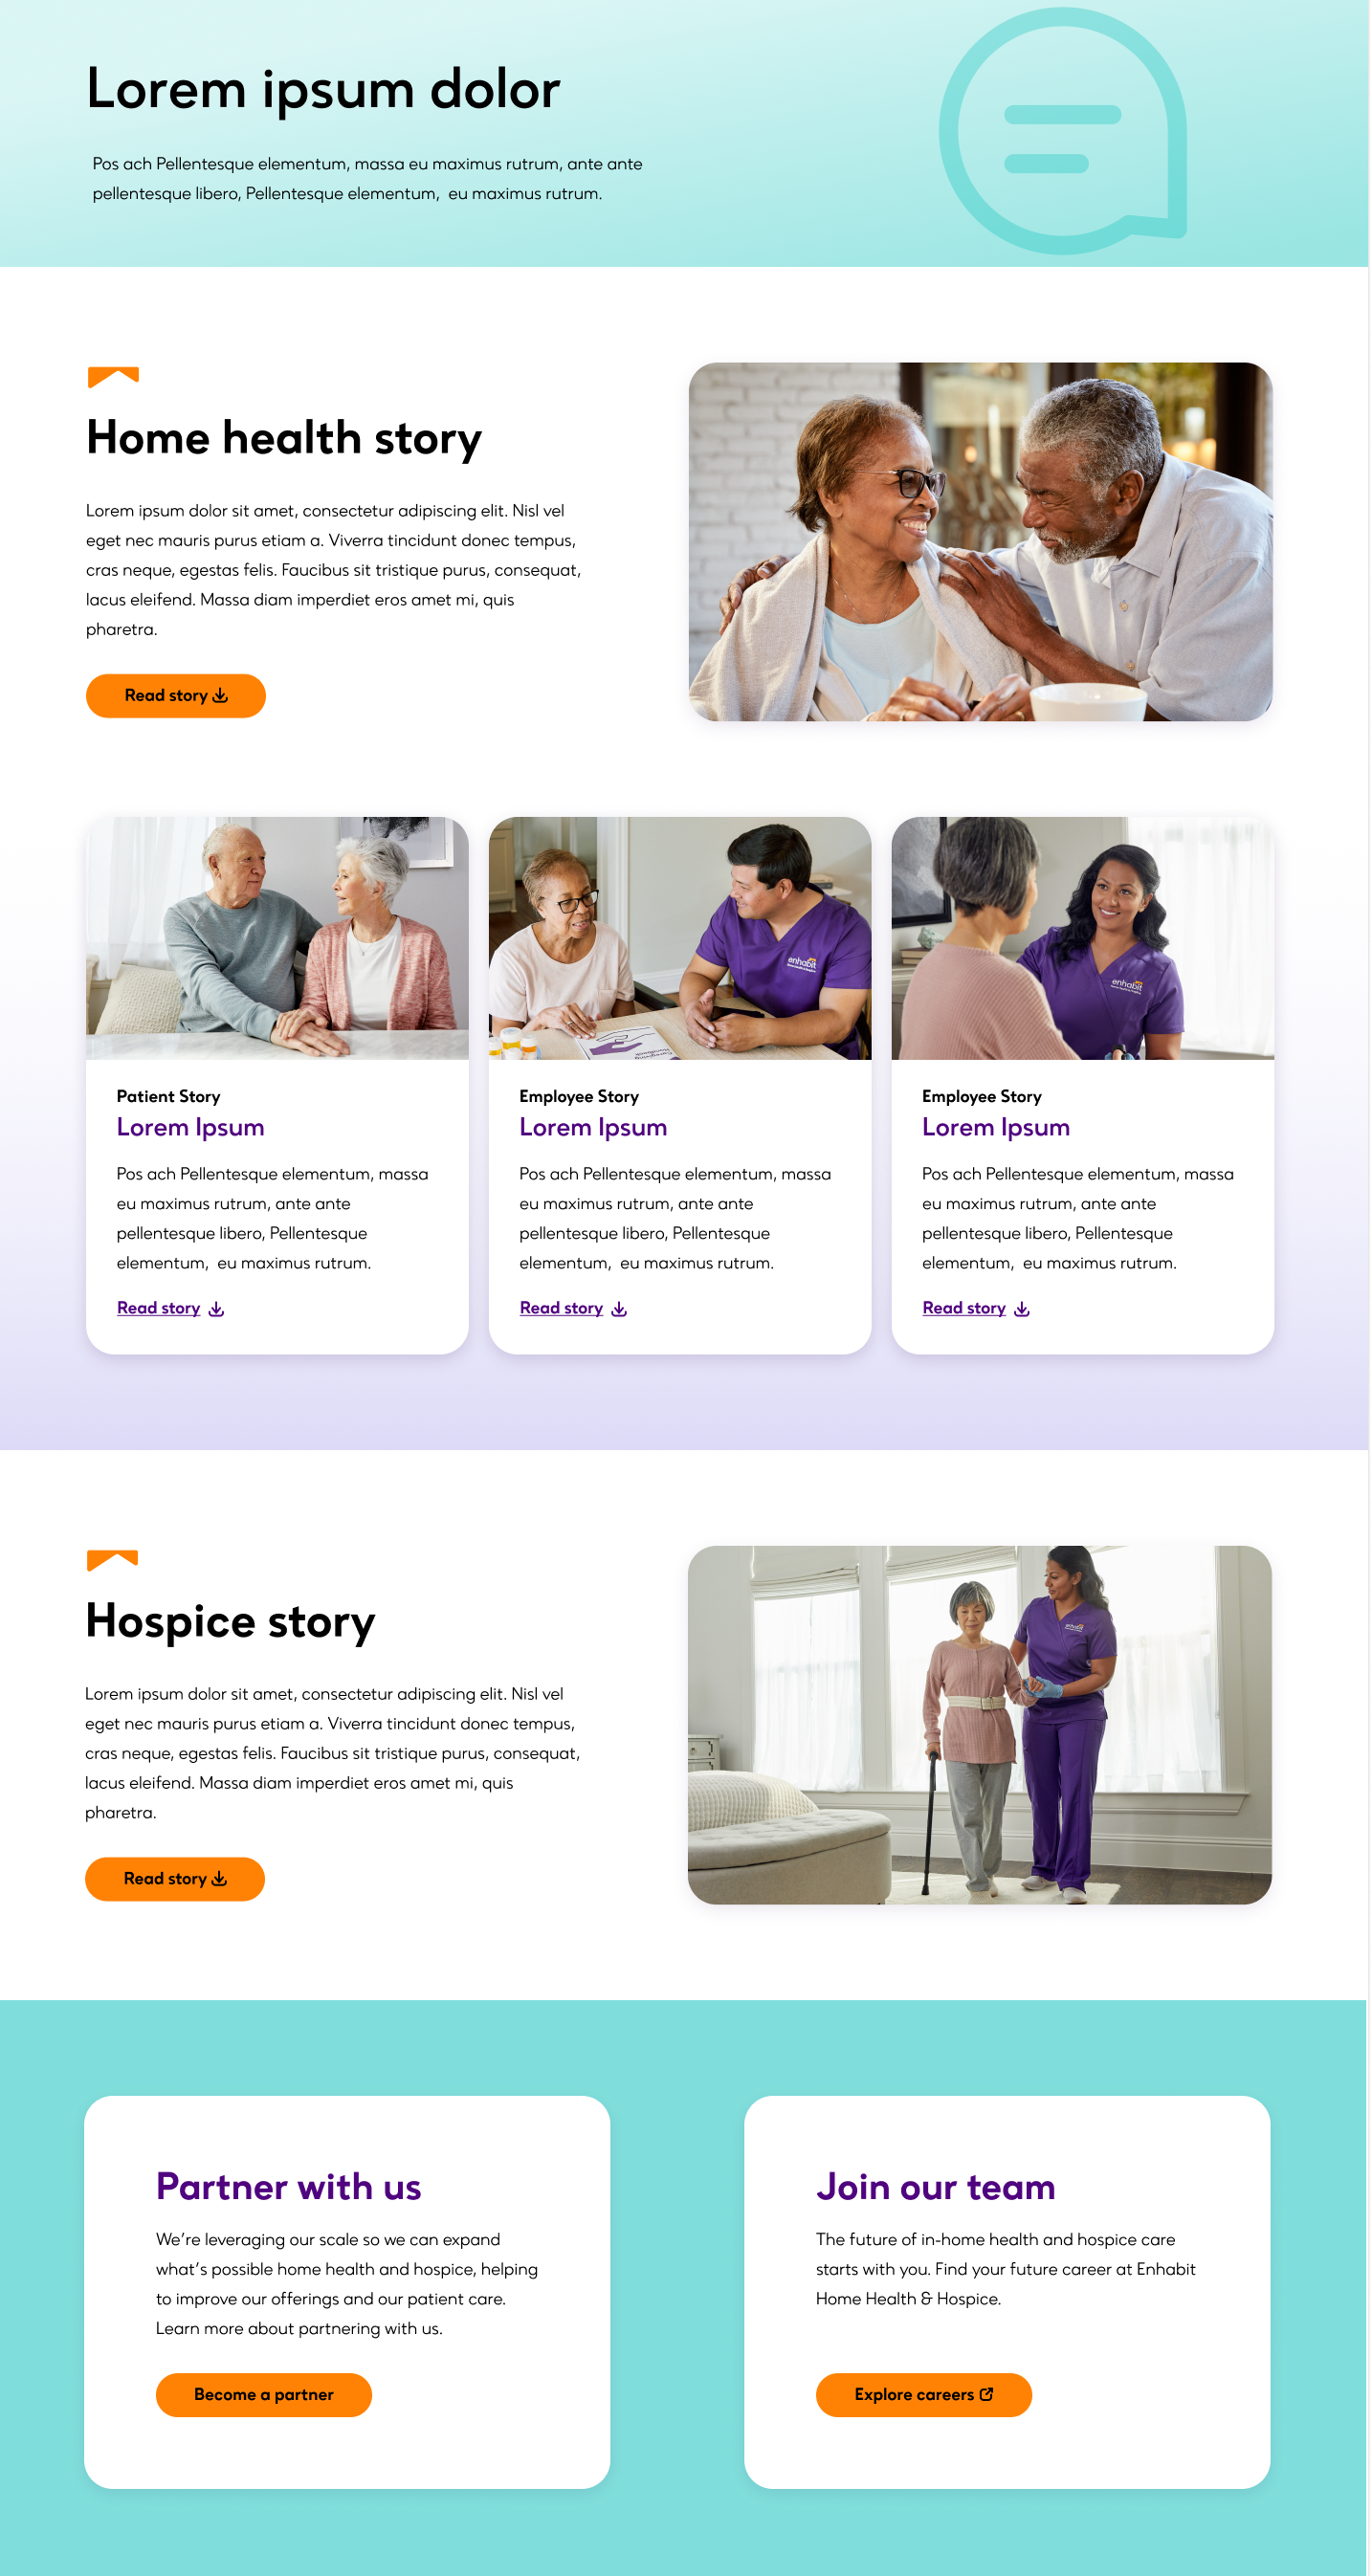 Lorem ipsum dolor
Pos ach Pellentesque elementum, massa eu maximus rutrum, ante ante
pellentesque libero, Pellentesque elementum,  eu maximus rutrum.
Home health story
Lorem ipsum dolor sit amet, consectetur adipiscing elit. Nisl vel
eget nec mauris purus etiam a. Viverra tincidunt donec tempus,
cras neque, egestas felis. Faucibus sit tristique purus, consequat,
lacus eleifend. Massa diam imperdiet eros amet mi, quis
pharetra.
Read story
enhabit
enhabit
Patient Story
Lorem Ipsum
Pos ach Pellentesque elementum, massa
eu maximus rutrum, ante ante
pellentesque libero, Pellentesque
elementum,  eu maximus rutrum.
Read story
Employee Story
Lorem Ipsum
Pos ach Pellentesque elementum, massa
eu maximus rutrum, ante ante
pellentesque libero, Pellentesque
elementum,  eu maximus rutrum.
Read story
Employee Story
Lorem Ipsum
Pos ach Pellentesque elementum, massa
eu maximus rutrum, ante ante
pellentesque libero, Pellentesque
elementum,  eu maximus rutrum.
Read story
Hospice story
Lorem ipsum dolor sit amet, consectetur adipiscing elit. Nisl vel
eget nec mauris purus etiam a. Viverra tincidunt donec tempus,
cras neque, egestas felis. Faucibus sit tristique purus, consequat,
lacus eleifend. Massa diam imperdiet eros amet mi, quis
pharetra.
Read story
enhabit
Partner with us
We’re leveraging our scale so we can expand
what’s possible home health and hospice, helping
to improve our offerings and our patient care.
Learn more about partnering with us.
Become a partner
Join our team
The future of in-home health and hospice care
starts with you. Find your future career at Enhabit
Home Health & Hospice.
Explore careers